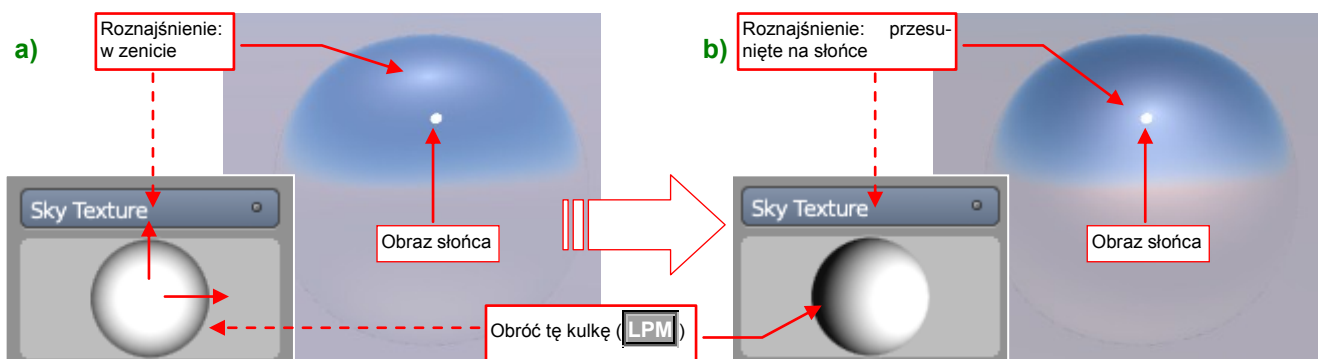 a)
Roznajśnienie:
w zenicie
Sky Texture
Obraz słońca
Obróć tę kulkę (LPM)
b)
Roznajśnienie: przesu-
nięte na słońce
Sky Texture
Obraz słońca